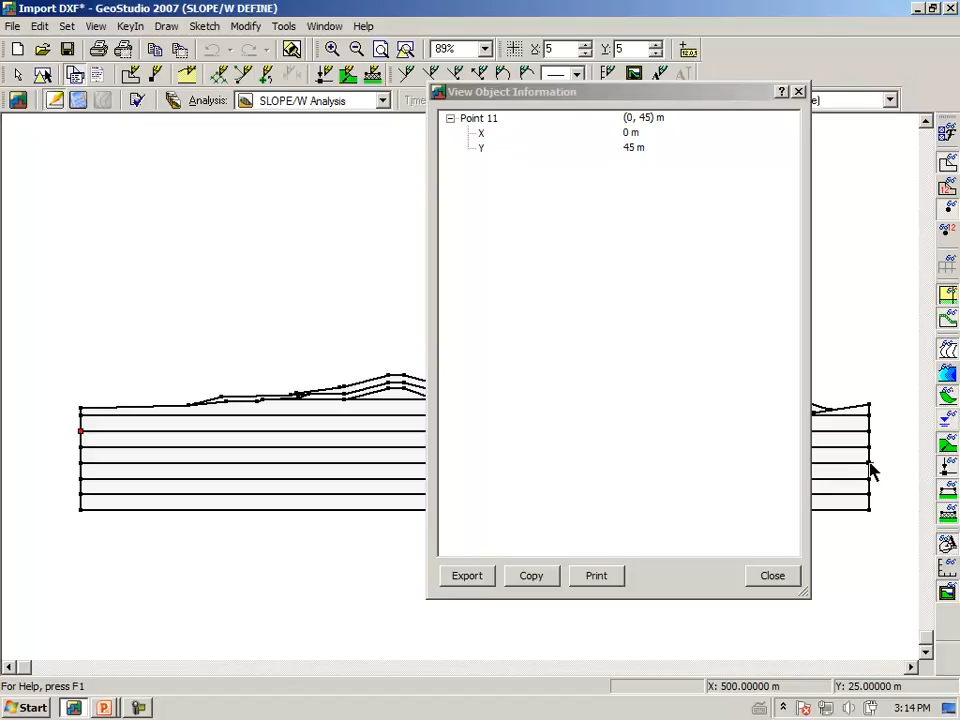 Import DXF* - GeoStudio 2007 (SLOPE/W DEFINE)
File Edit Set View KeyIn Draw Sketch Modify Tools Window Help
89% X: 5 Y: 5
Analysis: SLOPE/W Analysis
View Object Information
Point 11 (0, 45) m
X 0 m
Y 45 m
Export Copy Print Close
For Help, press F1 X: 500.00000 m Y: 25.00000 m
Start 3:14 PM